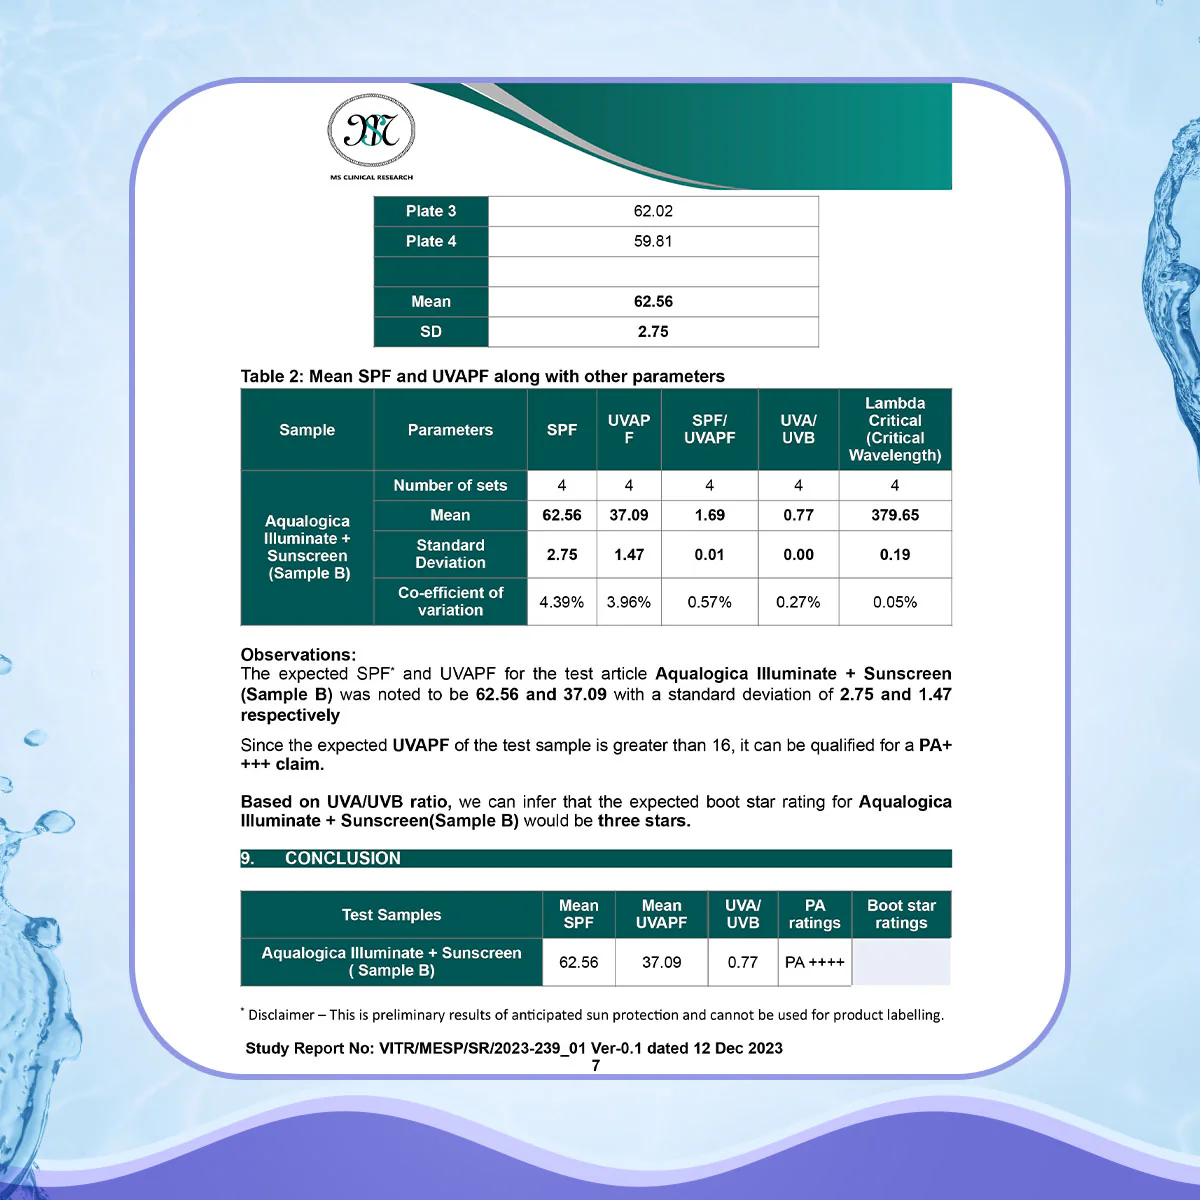 MS CLINICAL RESEARCH
Plate 3 62.02
Plate 4 59.81
Mean 62.56
SD 2.75
Table 2: Mean SPF and UVAPF along with other parameters
Sample Parameters SPF UVAP F SPF/ UVAPF UVA/ UVB Lambda Critical (Critical Wavelength)
Aqualogica Illuminate + Sunscreen (Sample B)
Number of sets 4 4 4 4 4
Mean 62.56 37.09 1.69 0.77 379.65
Standard Deviation 2.75 1.47 0.01 0.00 0.19
Co-efficient of variation 4.39% 3.96% 0.57% 0.27% 0.05%
Observations:
The expected SPF* and UVAPF for the test article Aqualogica Illuminate + Sunscreen
(Sample B) was noted to be 62.56 and 37.09 with a standard deviation of 2.75 and 1.47
respectively
Since the expected UVAPF of the test sample is greater than 16, it can be qualified for a PA+
+++ claim.
Based on UVA/UVB ratio, we can infer that the expected boot star rating for Aqualogica
Illuminate + Sunscreen(Sample B) would be three stars.
9. CONCLUSION
Test Samples Mean SPF Mean UVAPF UVA/ UVB PA ratings Boot star ratings
Aqualogica Illuminate + Sunscreen ( Sample B) 62.56 37.09 0.77 PA ++++
* Disclaimer – This is preliminary results of anticipated sun protection and cannot be used for product labelling.
Study Report No: VITR/MESP/SR/2023-239_01 Ver-0.1 dated 12 Dec 2023
7